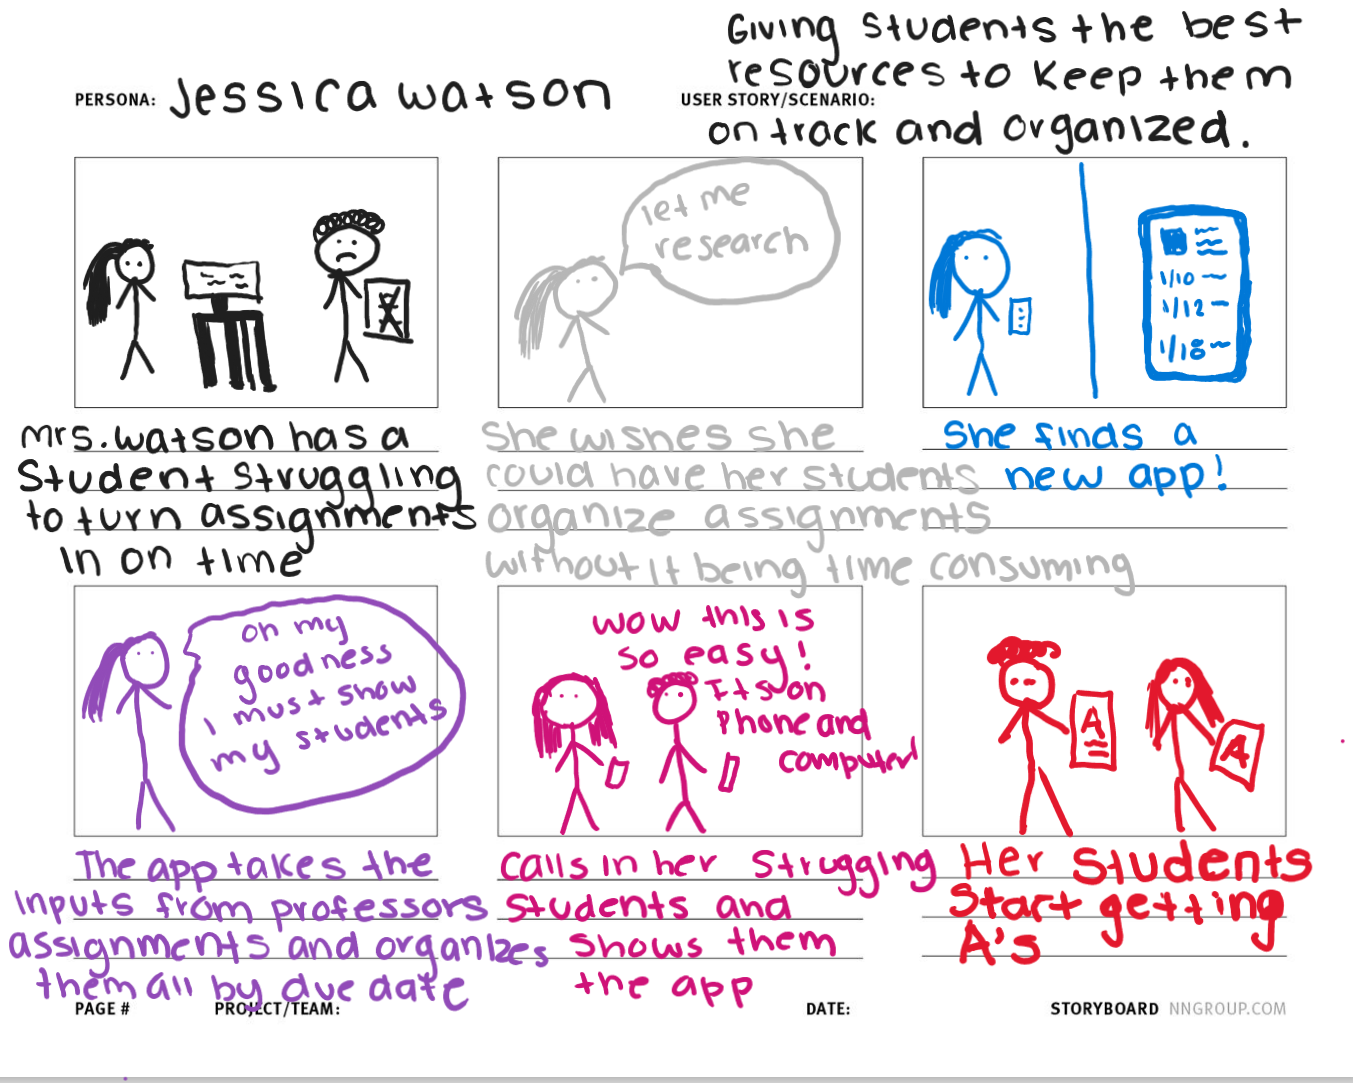 Giving students the best
resources to keep them
PERSONA: Jessica Watson
USER STORY/SCENARIO:
on track and organized.
let me
research
1/10
1/12
1/18
Mrs. Watson has a
student struggling
to turn assignments
in on time
She wishes she
could have her students
organize assignments
without it being time consuming
She finds a
new app!
oh my
goodness
I must show
my students
wow this is
so easy!
Its on
Phone and
computer!
A
A
The app takes the
inputs from professors
assignments and organizes
them all by due date
calls in her strugging
students and
shows them
the app
Her students
start getting
A's
PAGE #
PROJECT/TEAM:
DATE:
STORYBOARD NNGROUP.COM